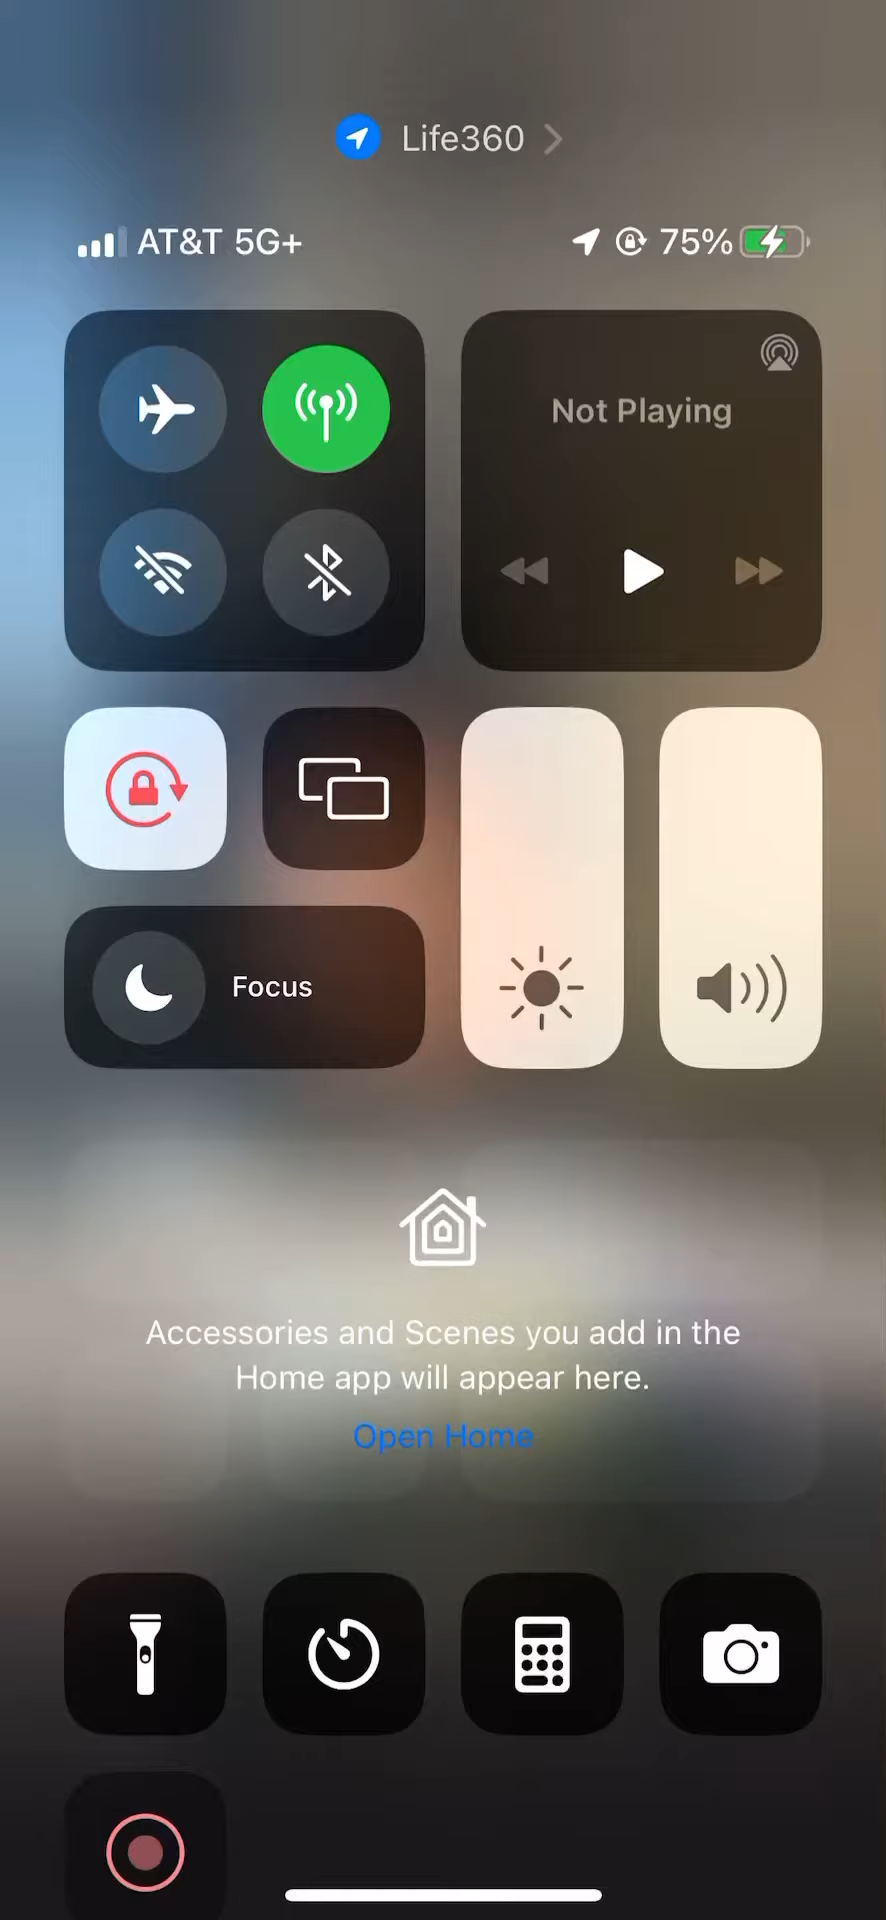 Life360
AT&T 5G+ 75%
Not Playing
Focus
Accessories and Scenes you add in the
Home app will appear here.
Open Home